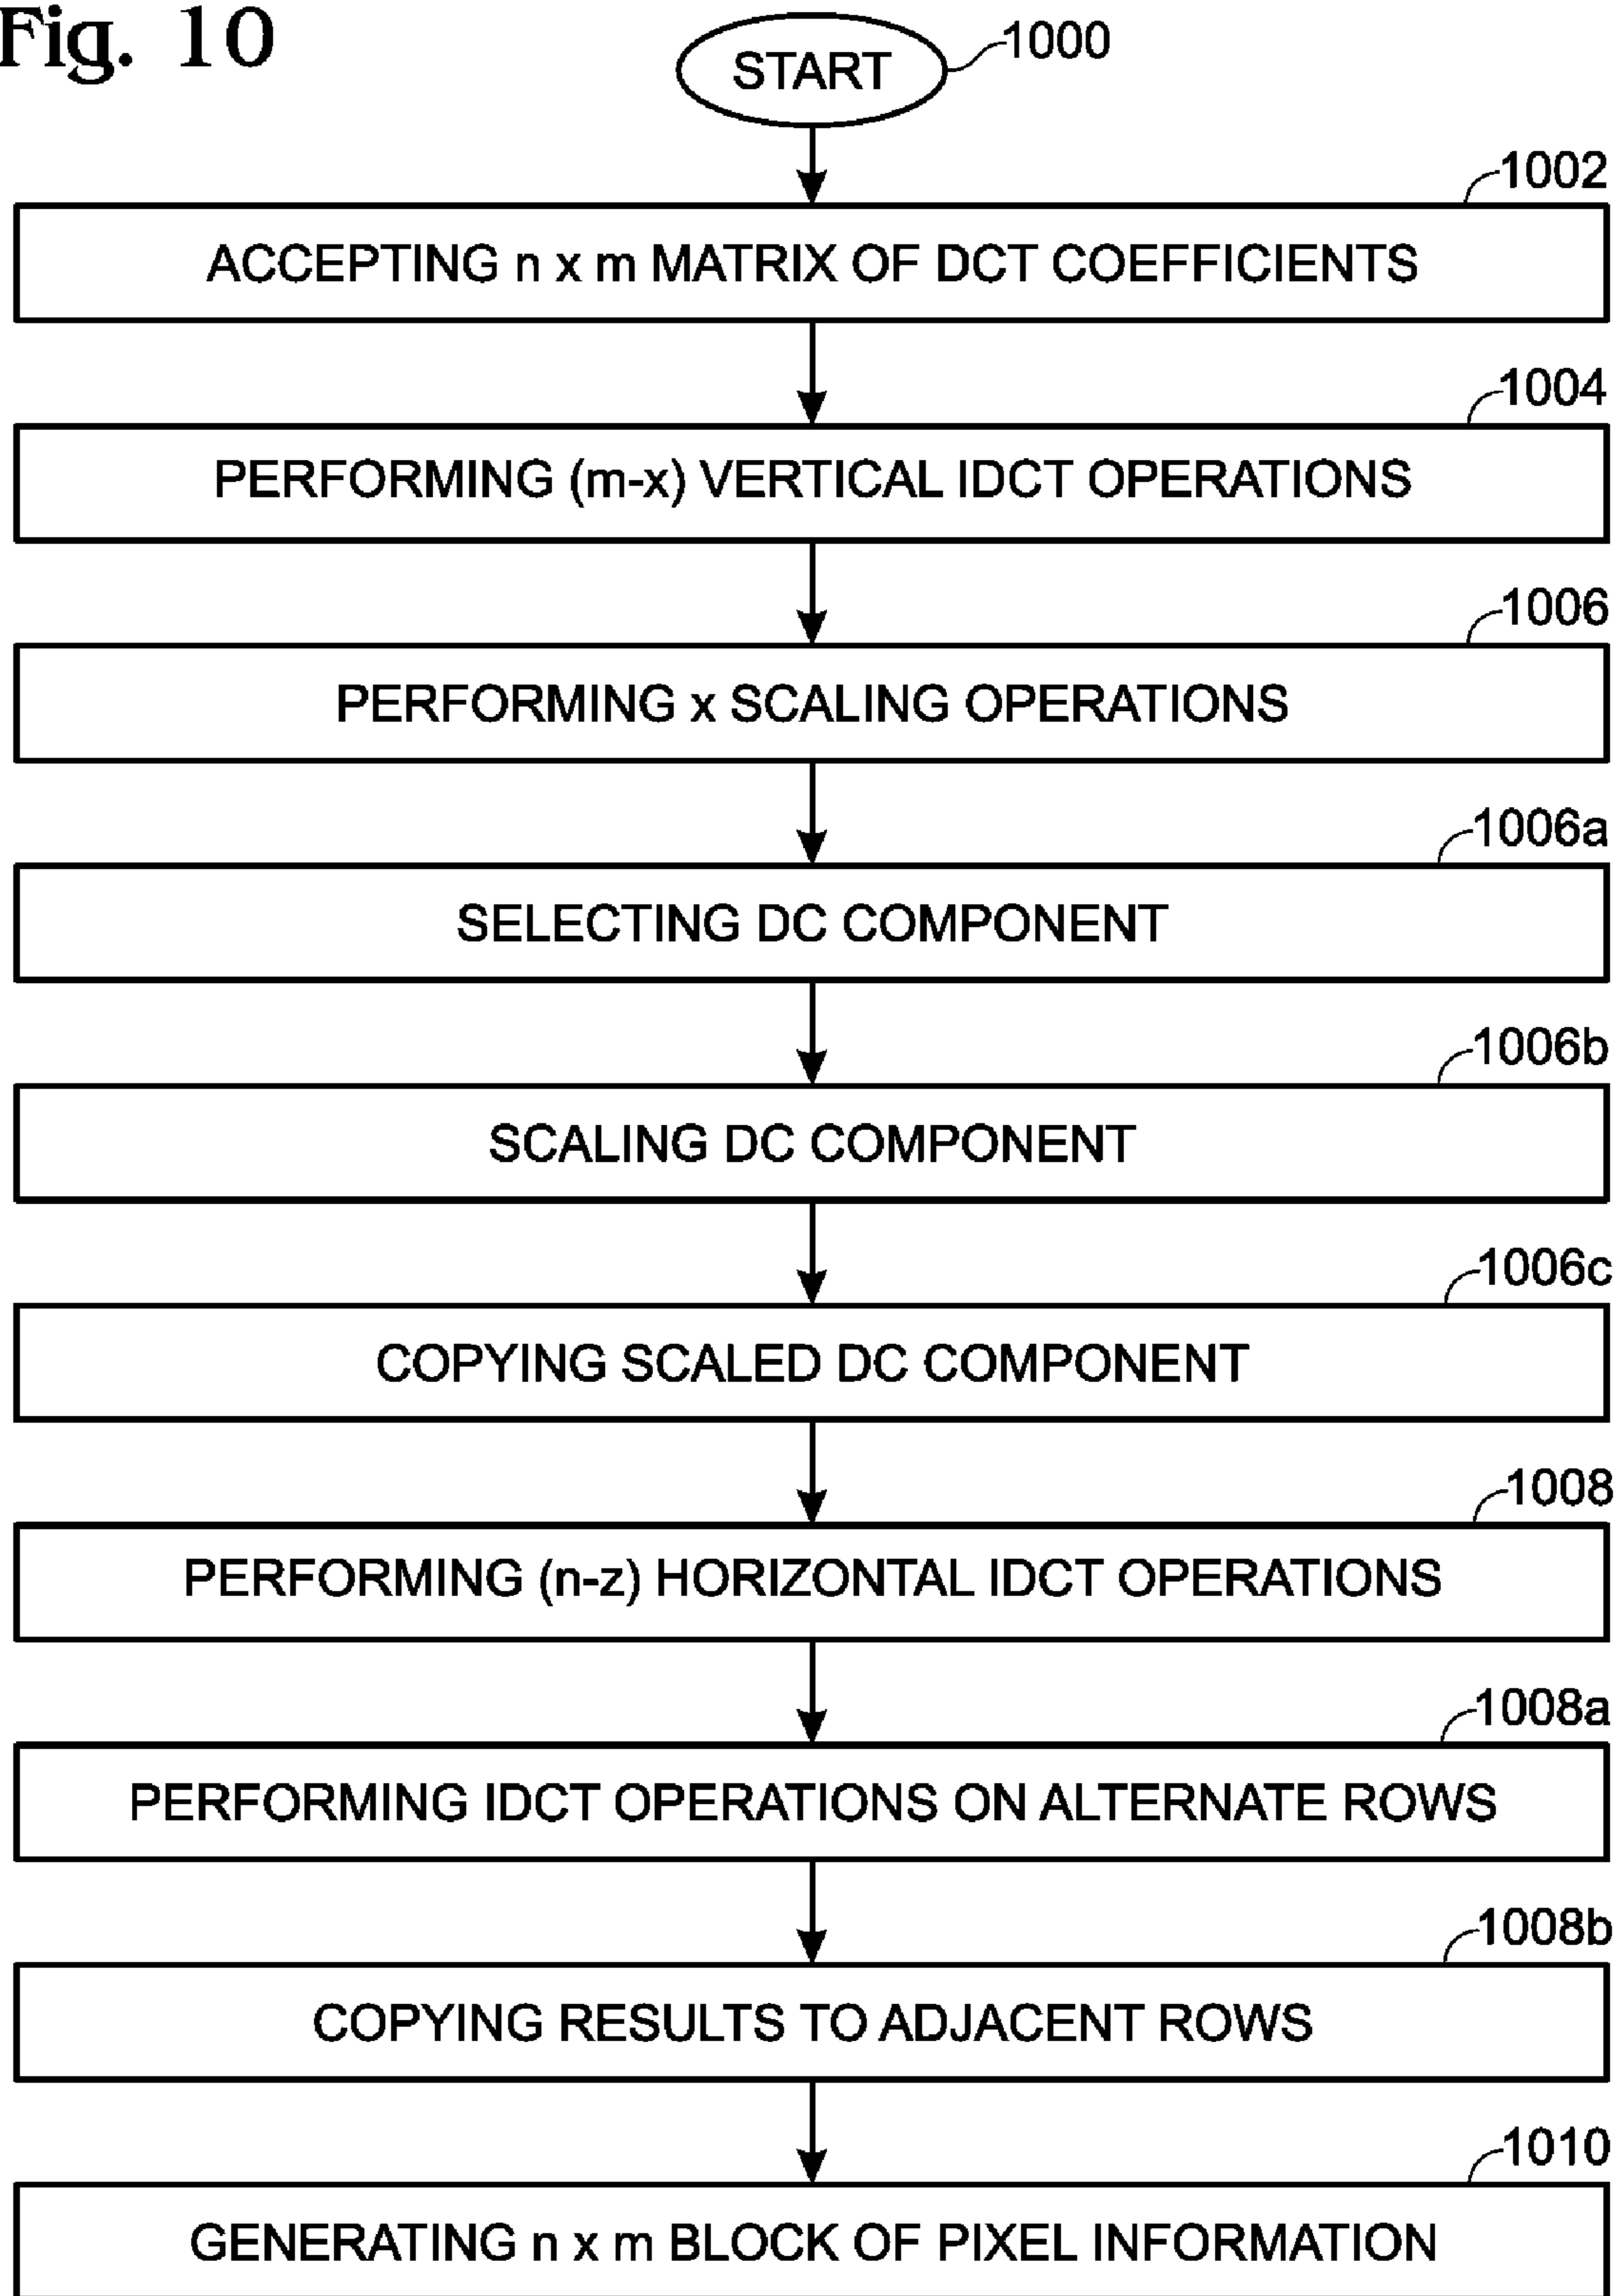 Fig. 10
START
1000
1002
ACCEPTING n x m MATRIX OF DCT COEFFICIENTS
1004
PERFORMING (m-x) VERTICAL IDCT OPERATIONS
1006
PERFORMING x SCALING OPERATIONS
1006a
SELECTING DC COMPONENT
1006b
SCALING DC COMPONENT
1006c
COPYING SCALED DC COMPONENT
1008
PERFORMING (n-z) HORIZONTAL IDCT OPERATIONS
1008a
PERFORMING IDCT OPERATIONS ON ALTERNATE ROWS
1008b
COPYING RESULTS TO ADJACENT ROWS
1010
GENERATING n x m BLOCK OF PIXEL INFORMATION